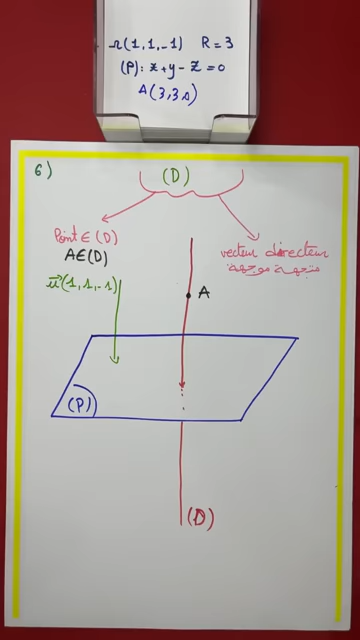 Ω(1,1,-1) R=3
(P): x+y-z=0
A(3,3,1)
6)
(D)
Point ∈ (D)
A∈(D)
vecteur directeur
متجهة موجهة
u⃗(1,1,-1)
A
(P)
(D)